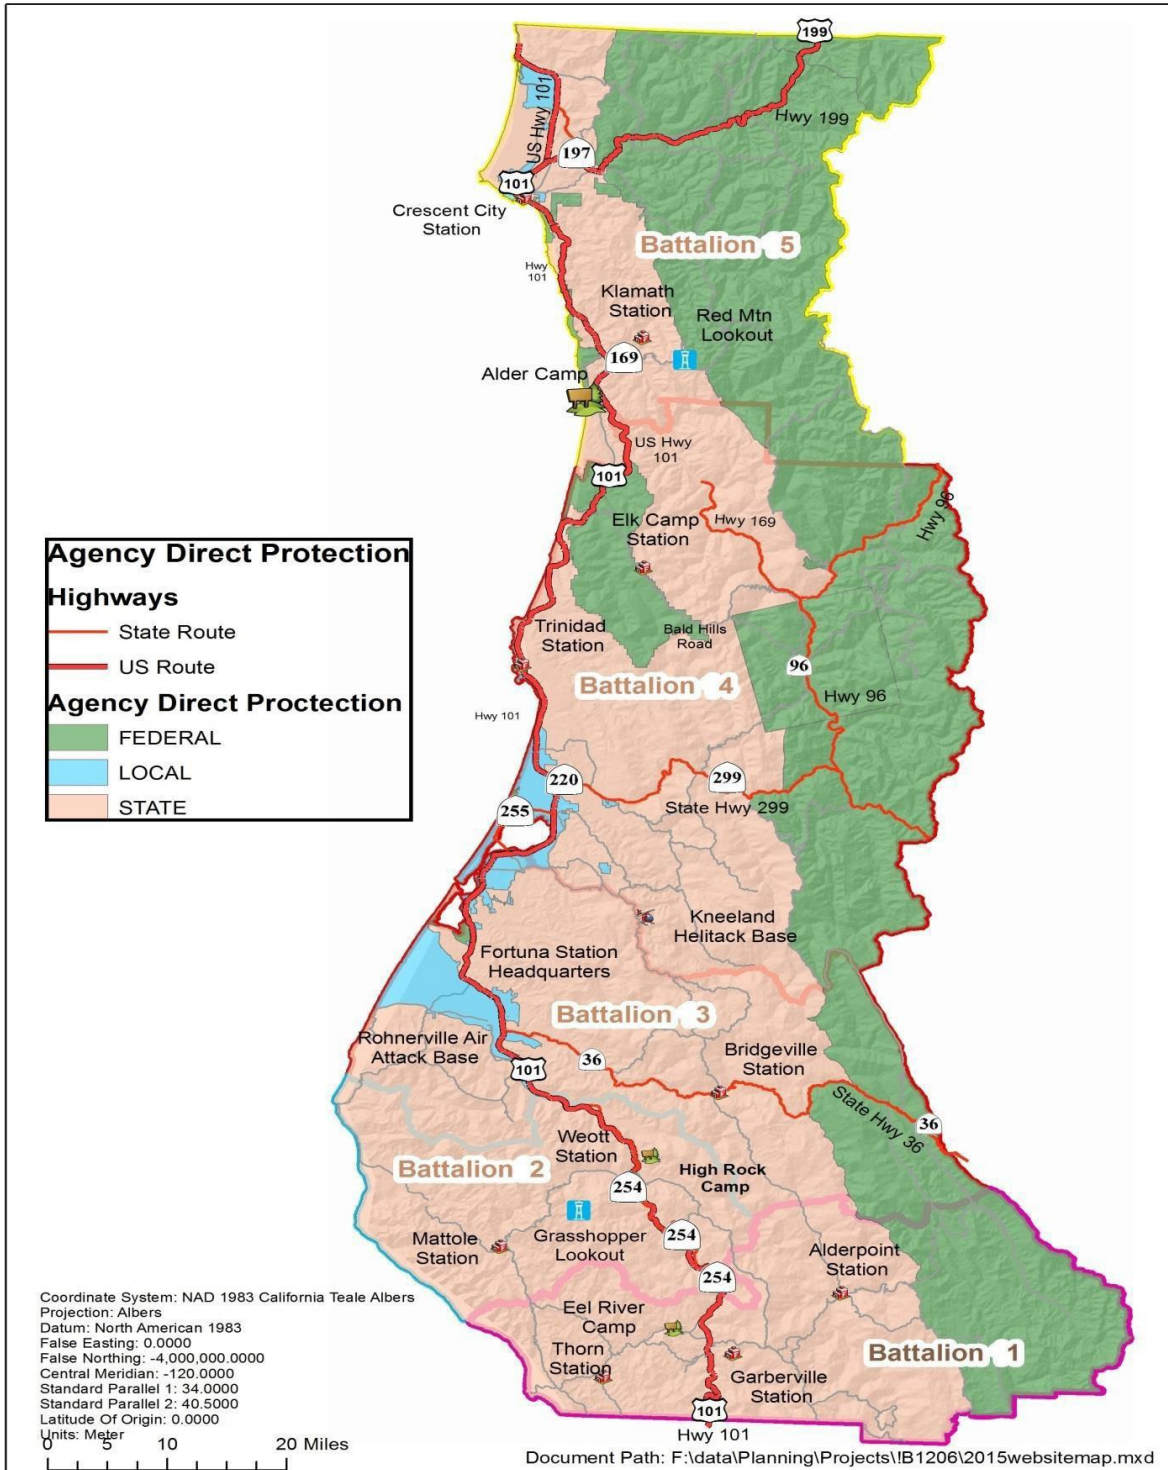 199
Hwy 199
US Hwy 101
197
101
Crescent City
Station
Battalion 5
Hwy
101
Klamath
Station
Red Mtn
Lookout
169
Alder Camp
US Hwy
101
101
Hwy 96
Hwy 169
Elk Camp
Station
Agency Direct Protection
Highways
State Route
US Route
Agency Direct Proctection
FEDERAL
LOCAL
STATE
Trinidad
Station
Bald Hills
Road
96
Battalion 4
Hwy 96
Hwy 101
220
299
State Hwy 299
255
Kneeland
Helitack Base
Fortuna Station
Headquarters
Battalion 3
Rohnerville Air
Attack Base
36
101
Bridgeville
Station
State Hwy 36
36
Weott
Station
Battalion 2
High Rock
Camp
254
Grasshopper
Lookout
254
Mattole
Station
Alderpoint
Station
254
Eel River
Camp
Thorn
Station
Battalion 1
Garberville
Station
101
Hwy 101
Coordinate System: NAD 1983 California Teale Albers
Projection: Albers
Datum: North American 1983
False Easting: 0.0000
False Northing: -4,000,000.0000
Central Meridian: -120.0000
Standard Parallel 1: 34.0000
Standard Parallel 2: 40.5000
Latitude Of Origin: 0.0000
Units: Meter
0 5 10 20 Miles
Document Path: F:\data\Planning\Projects\!B1206\2015websitemap.mxd